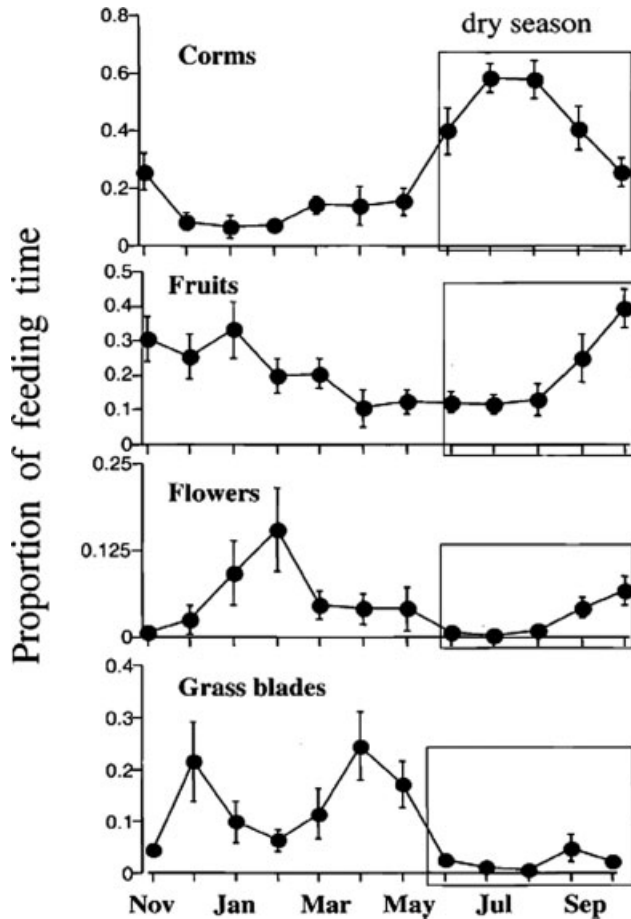 0.8
dry season
Corms
0.6
0.4
0.2
0
0.5
Fruits
0.4
0.3
0.2
0.1
0
0.25
Flowers
0.125
0
0.4
Grass blades
0.3
0.2
0.1
0
Nov Jan Mar May Jul Sep
Proportion of feeding time